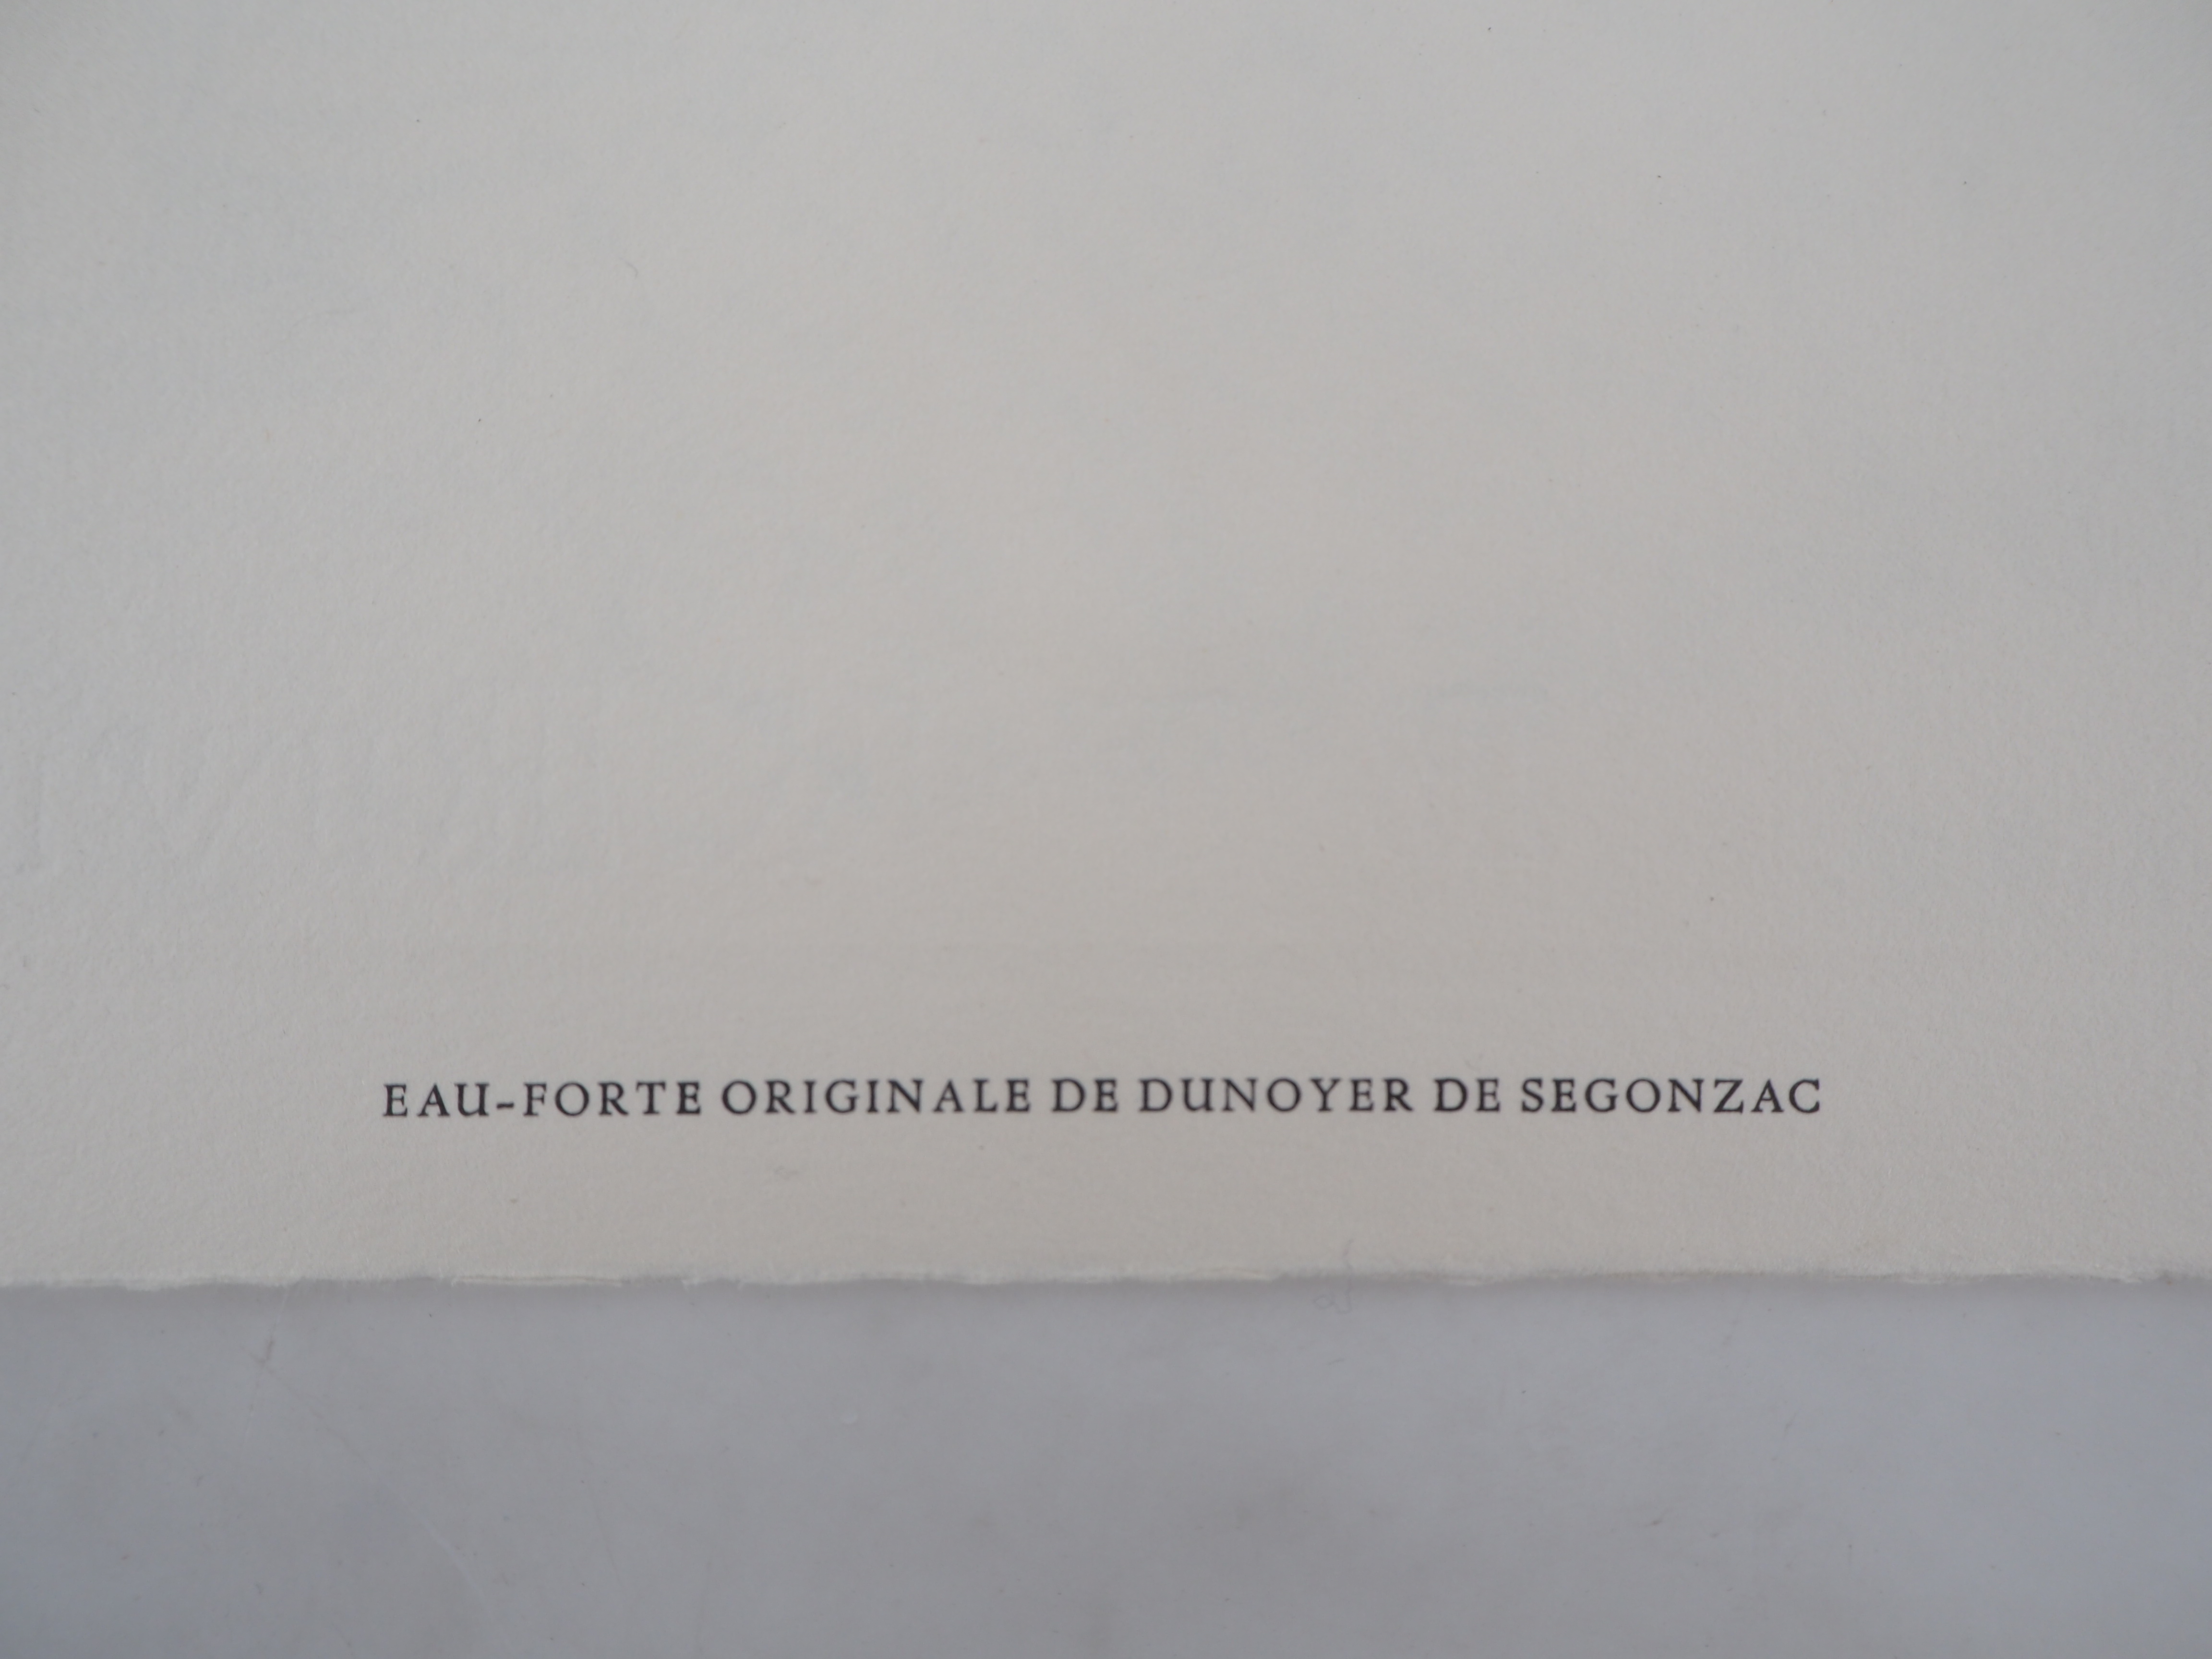 EAU-FORTE ORIGINALE DE DUNOYER DE SEGONZAC